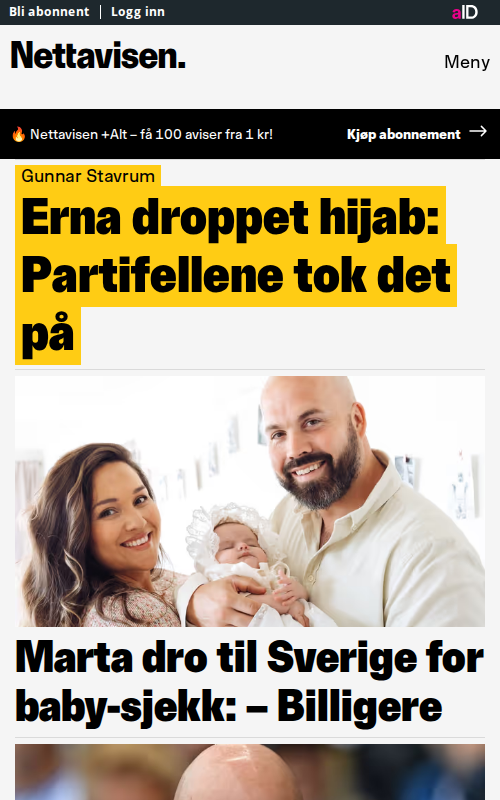 Bli abonnent | Logg inn
aID
Nettavisen.
Meny
🔥 Nettavisen +Alt – få 100 aviser fra 1 kr!
Kjøp abonnement →
Gunnar Stavrum
Erna droppet hijab:
Partifellene tok det
på
Marta dro til Sverige for
baby-sjekk: – Billigere